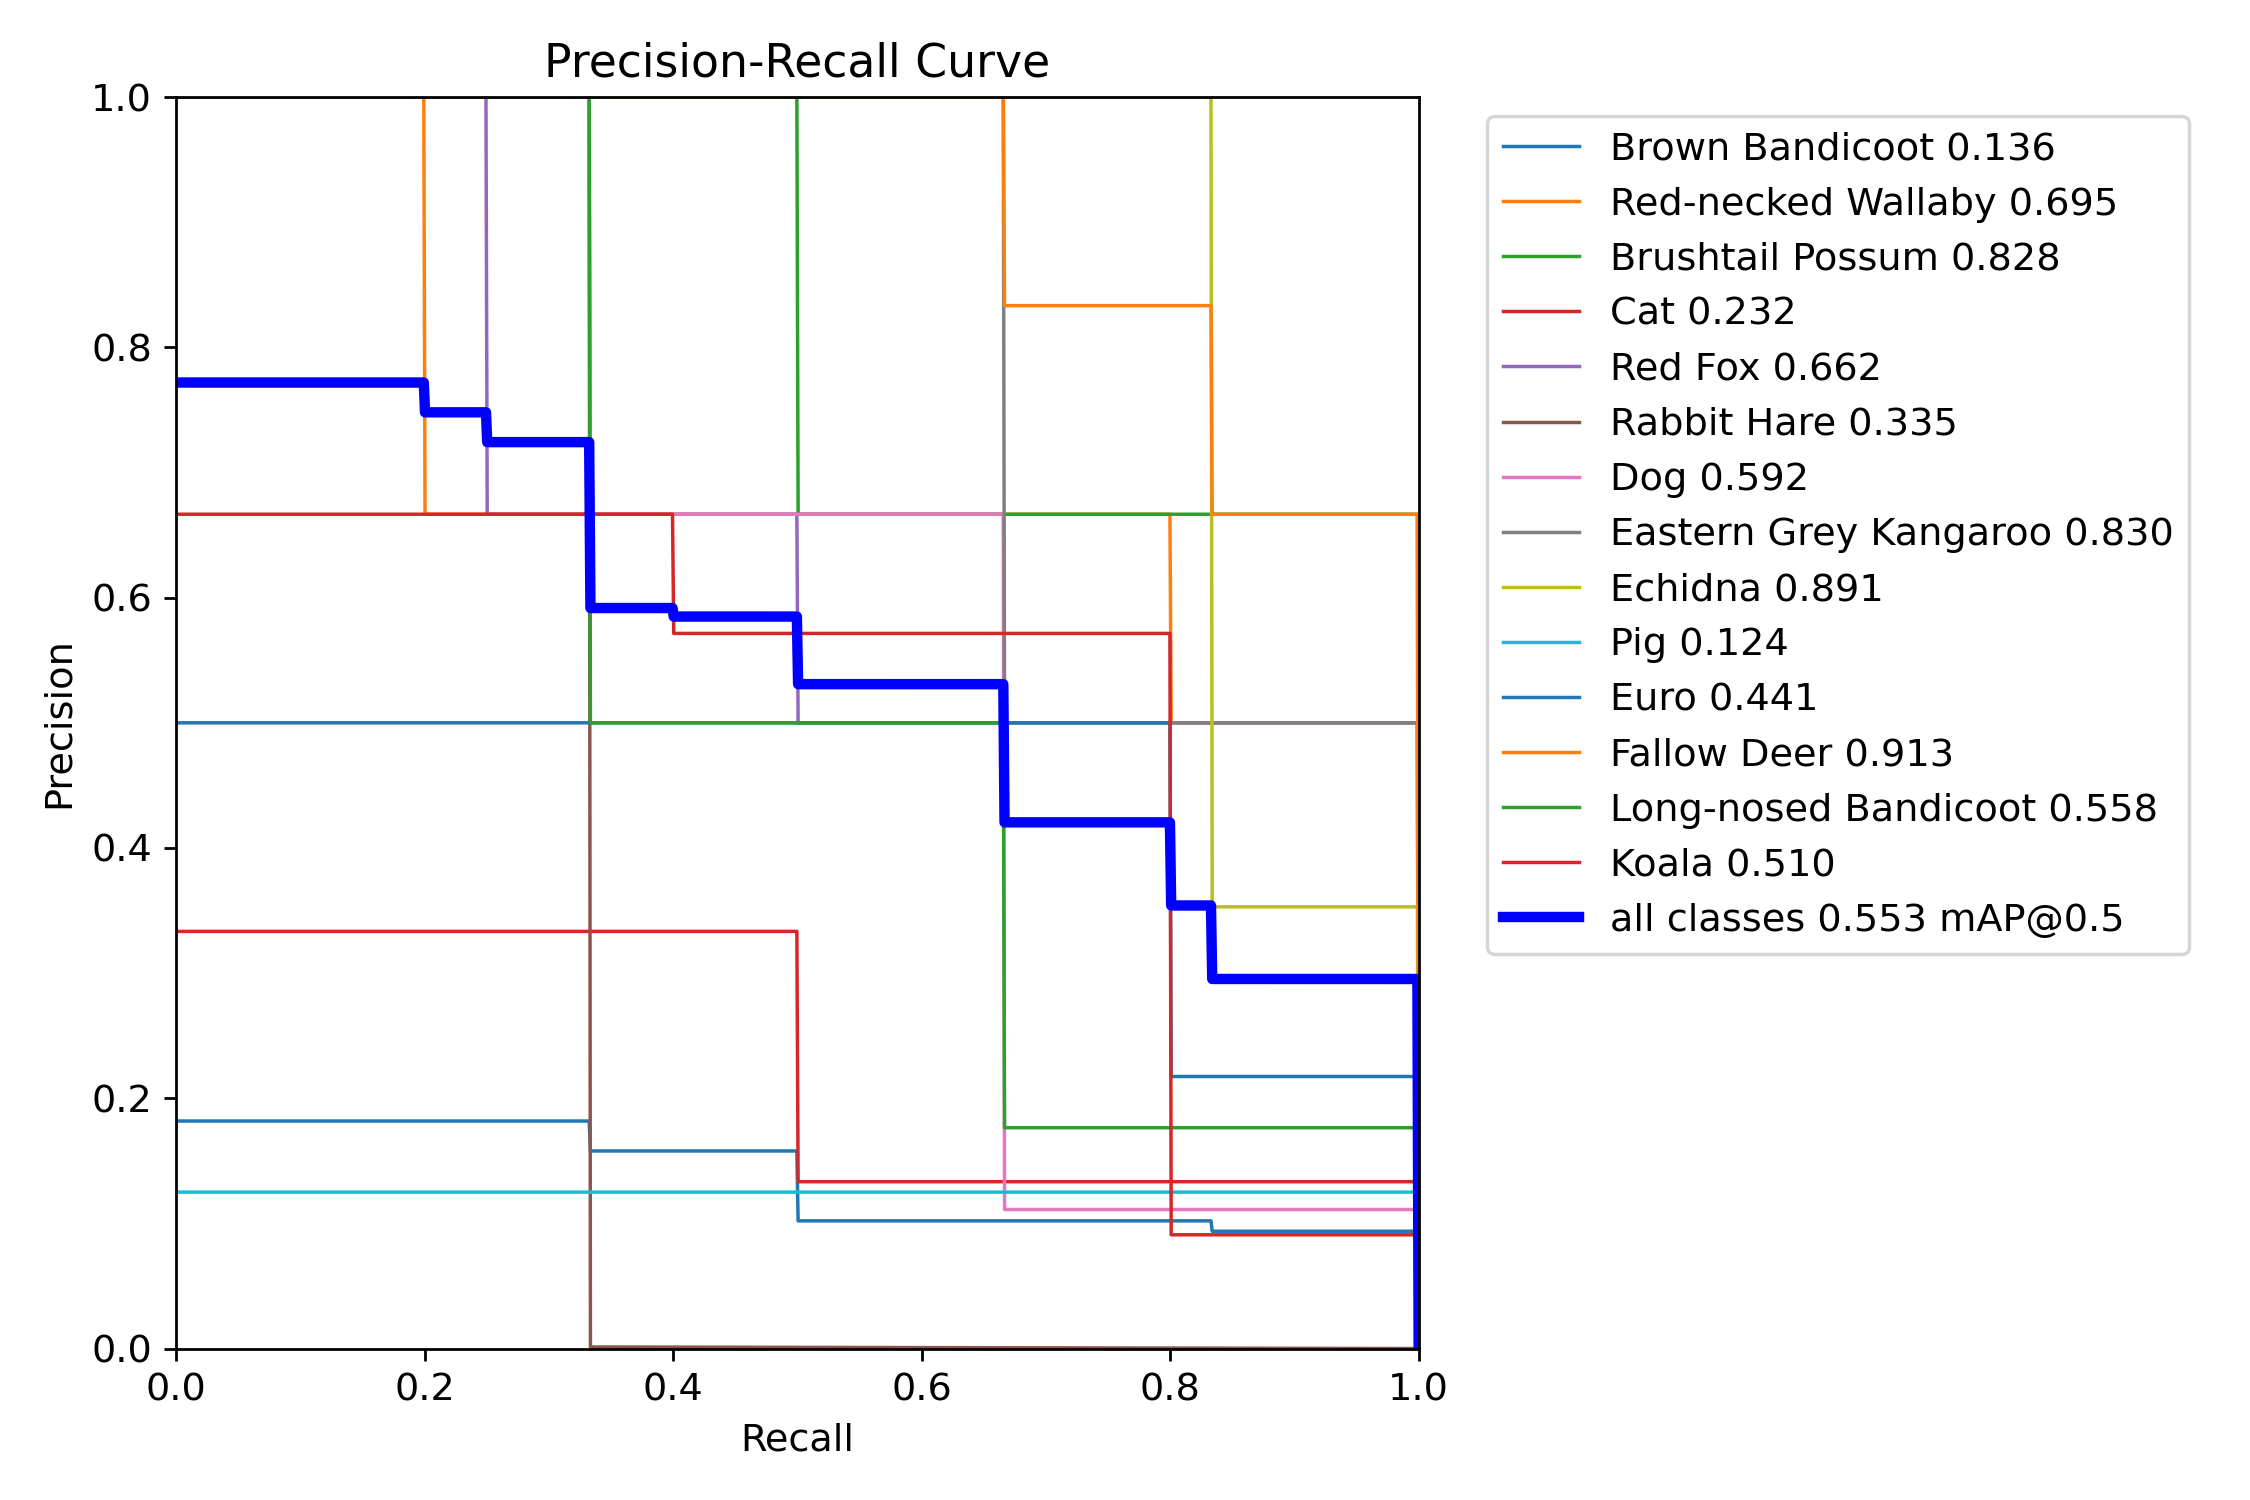 Precision-Recall Curve
1.0
0.8
0.6
0.4
0.2
0.0
Precision
0.0 0.2 0.4 0.6 0.8 1.0
Recall
Brown Bandicoot 0.136
Red-necked Wallaby 0.695
Brushtail Possum 0.828
Cat 0.232
Red Fox 0.662
Rabbit Hare 0.335
Dog 0.592
Eastern Grey Kangaroo 0.830
Echidna 0.891
Pig 0.124
Euro 0.441
Fallow Deer 0.913
Long-nosed Bandicoot 0.558
Koala 0.510
all classes 0.553 mAP@0.5